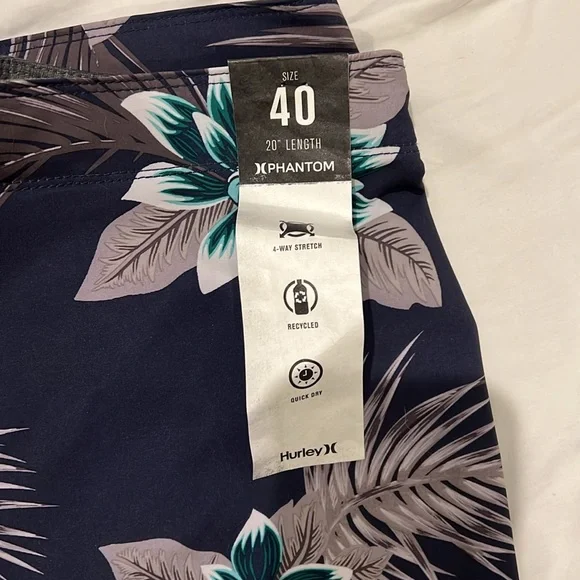 SIZE
40
20" LENGTH
PHANTOM
4-WAY STRETCH
RECYCLED
QUICK DRY
Hurley